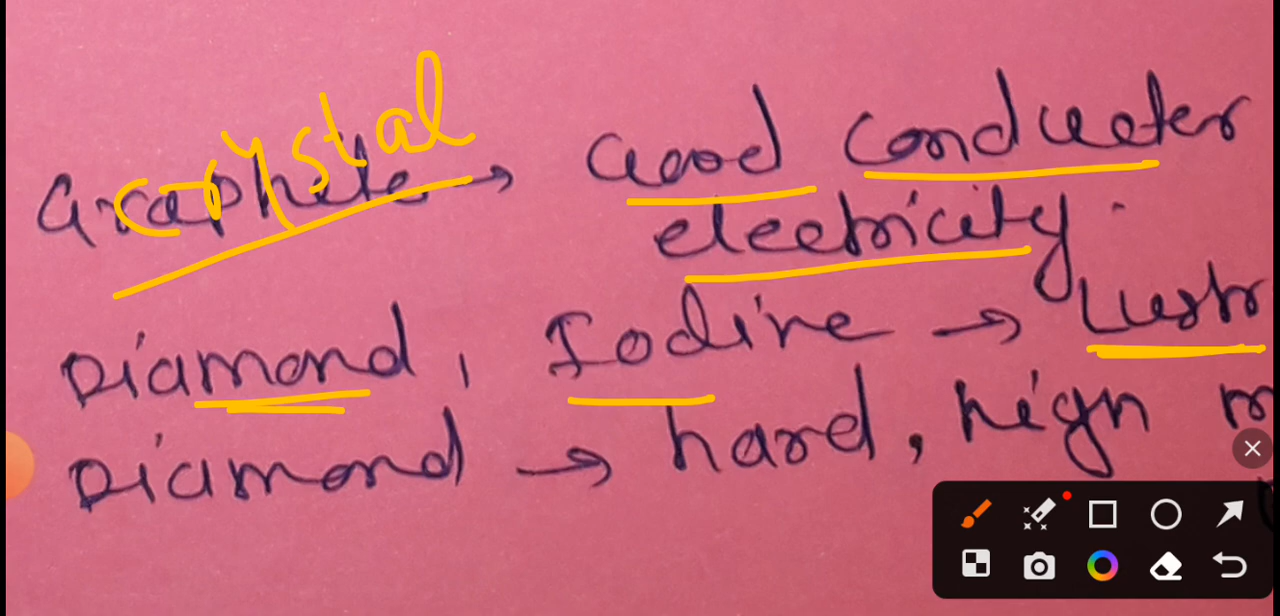 crystal
Graphite → Good conducter
electricity.
Diamond, Iodine → Lustr
Diamond → hard, high m